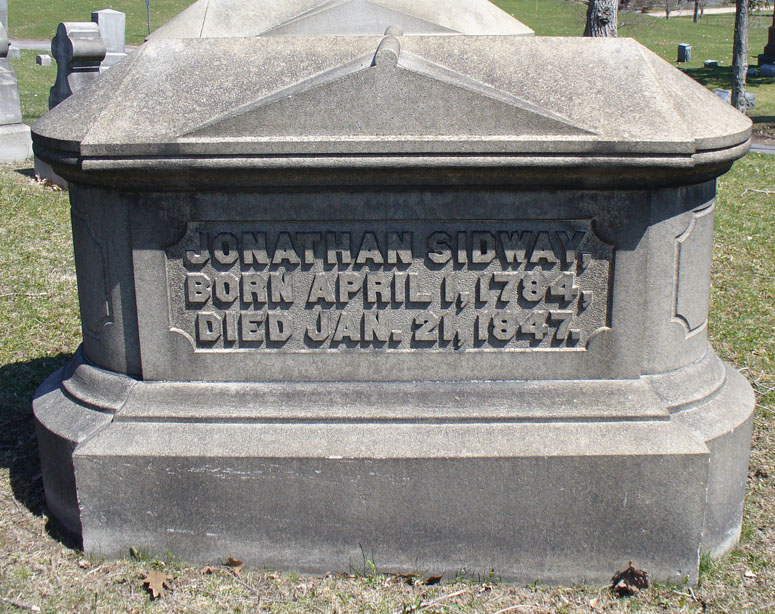 JONATHAN SIDWAY,
BORN APRIL 1, 1784,
DIED JAN. 21, 1847.